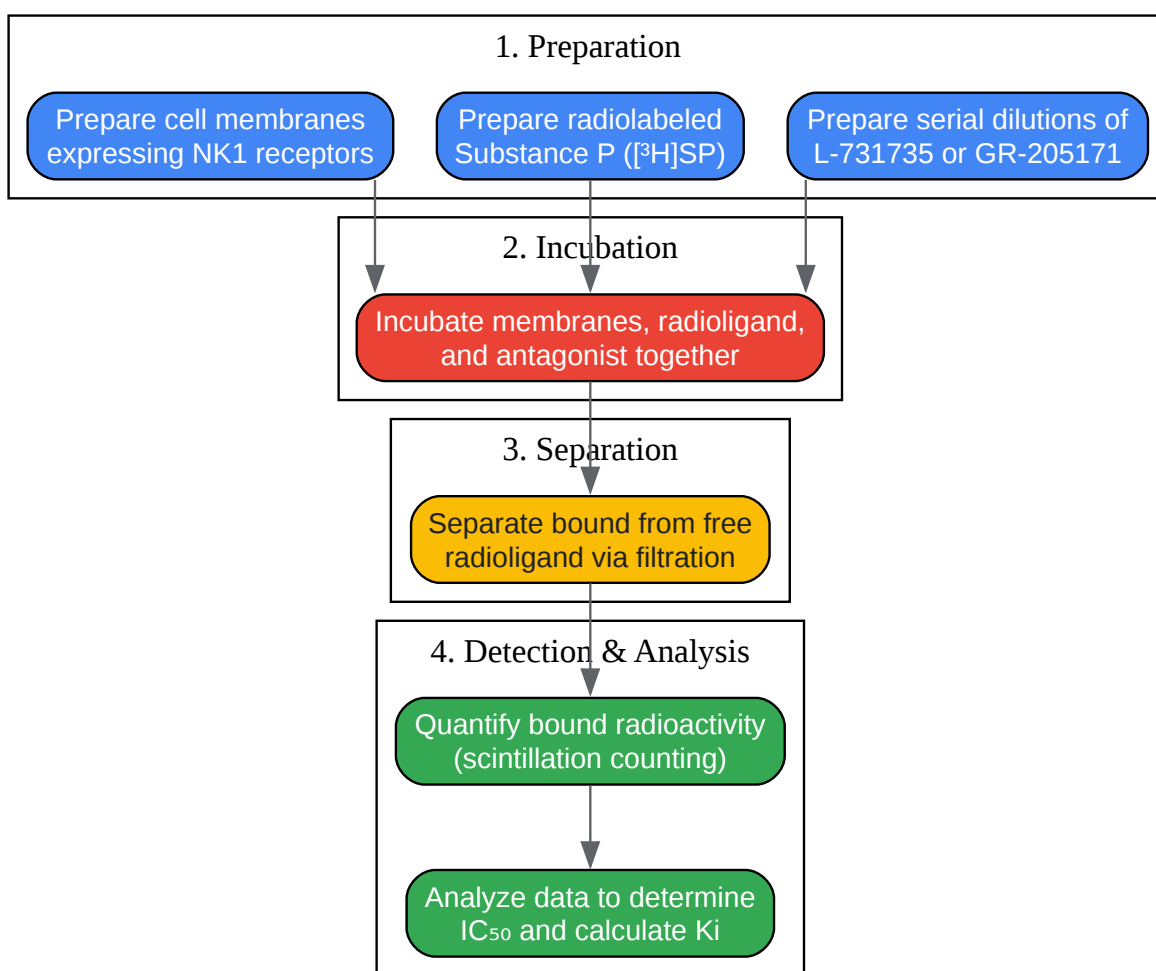 1. Preparation
Prepare cell membranes
expressing NK1 receptors
Prepare radiolabeled
Substance P ([³H]SP)
Prepare serial dilutions of
L-731735 or GR-205171
2. Incubation
Incubate membranes, radioligand,
and antagonist together
3. Separation
Separate bound from free
radioligand via filtration
4. Detection & Analysis
Quantify bound radioactivity
(scintillation counting)
Analyze data to determine
IC₅₀ and calculate Ki